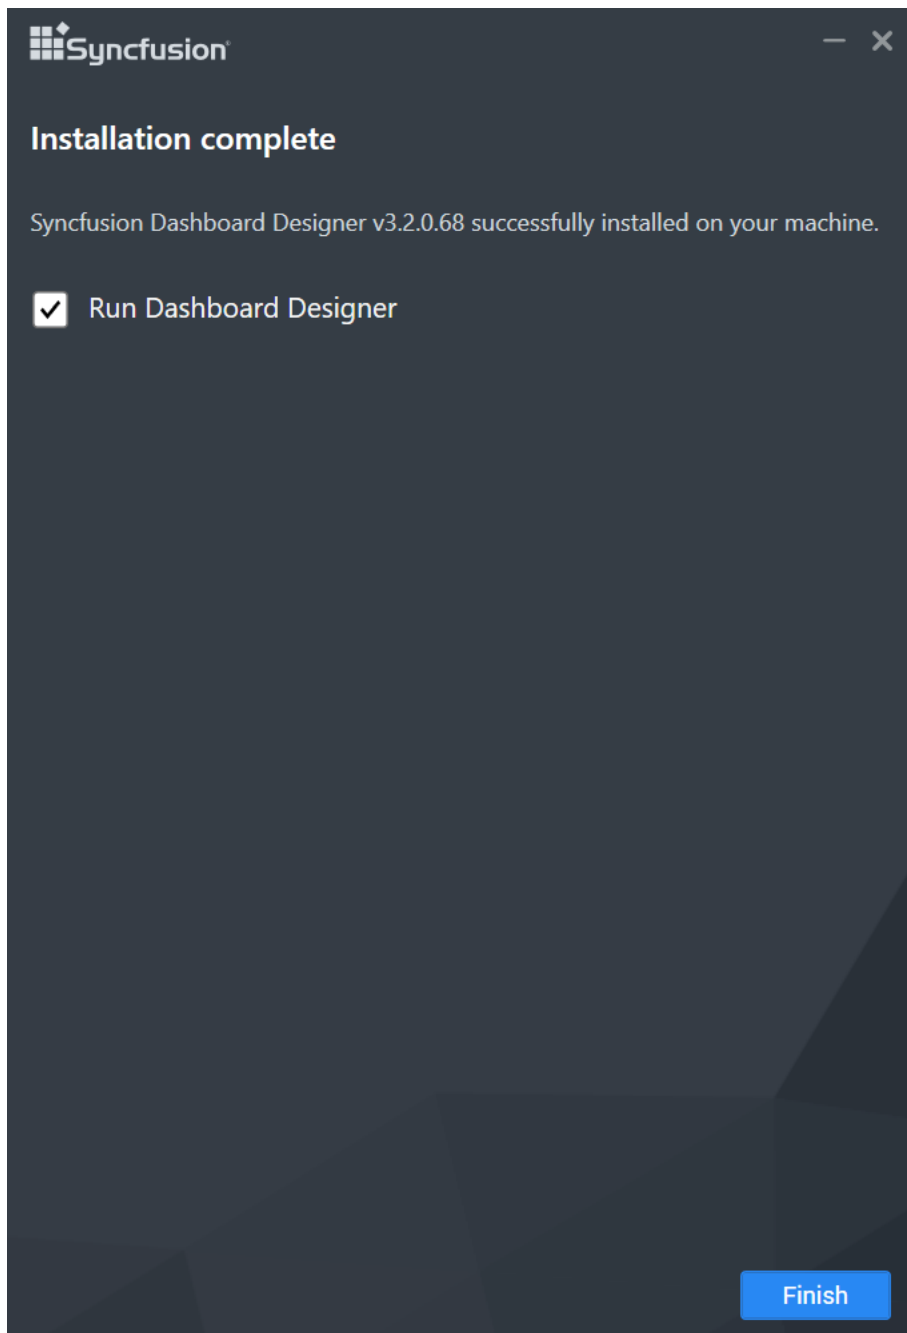 Syncfusion
Installation complete
Syncfusion Dashboard Designer v3.2.0.68 successfully installed on your machine.
Run Dashboard Designer
Finish